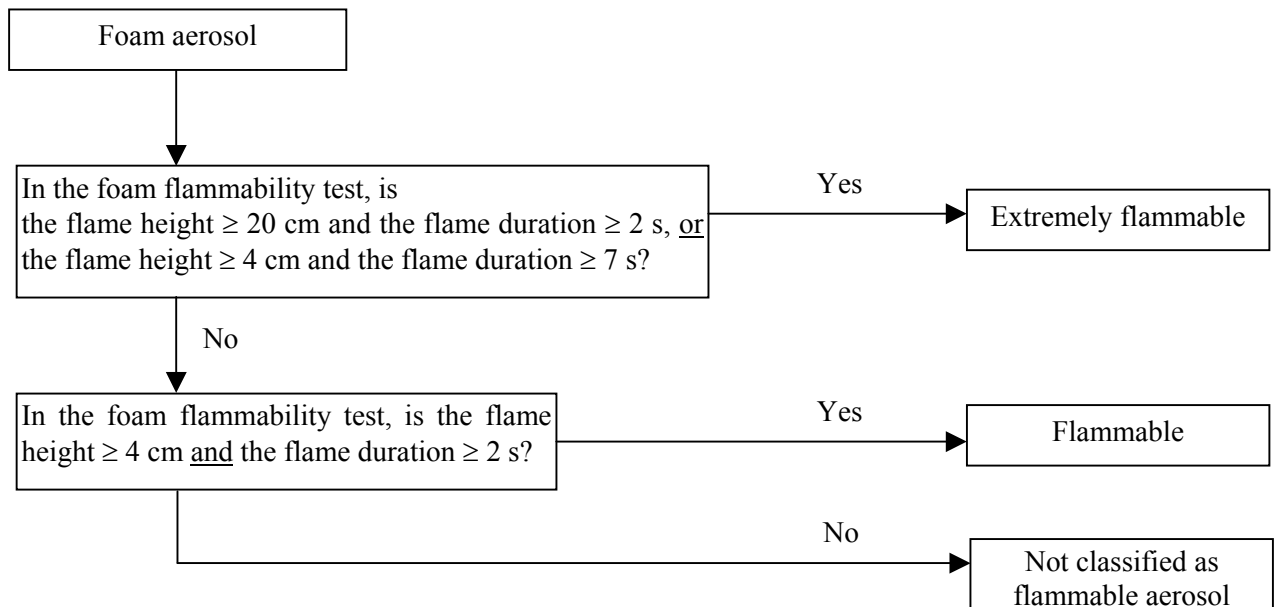 Foam aerosol
In the foam flammability test, is
the flame height ≥ 20 cm and the flame duration ≥ 2 s, or
the flame height ≥ 4 cm and the flame duration ≥ 7 s?
Yes
Extremely flammable
No
In the foam flammability test, is the flame
height ≥ 4 cm and the flame duration ≥ 2 s?
Yes
Flammable
No
Not classified as
flammable aerosol